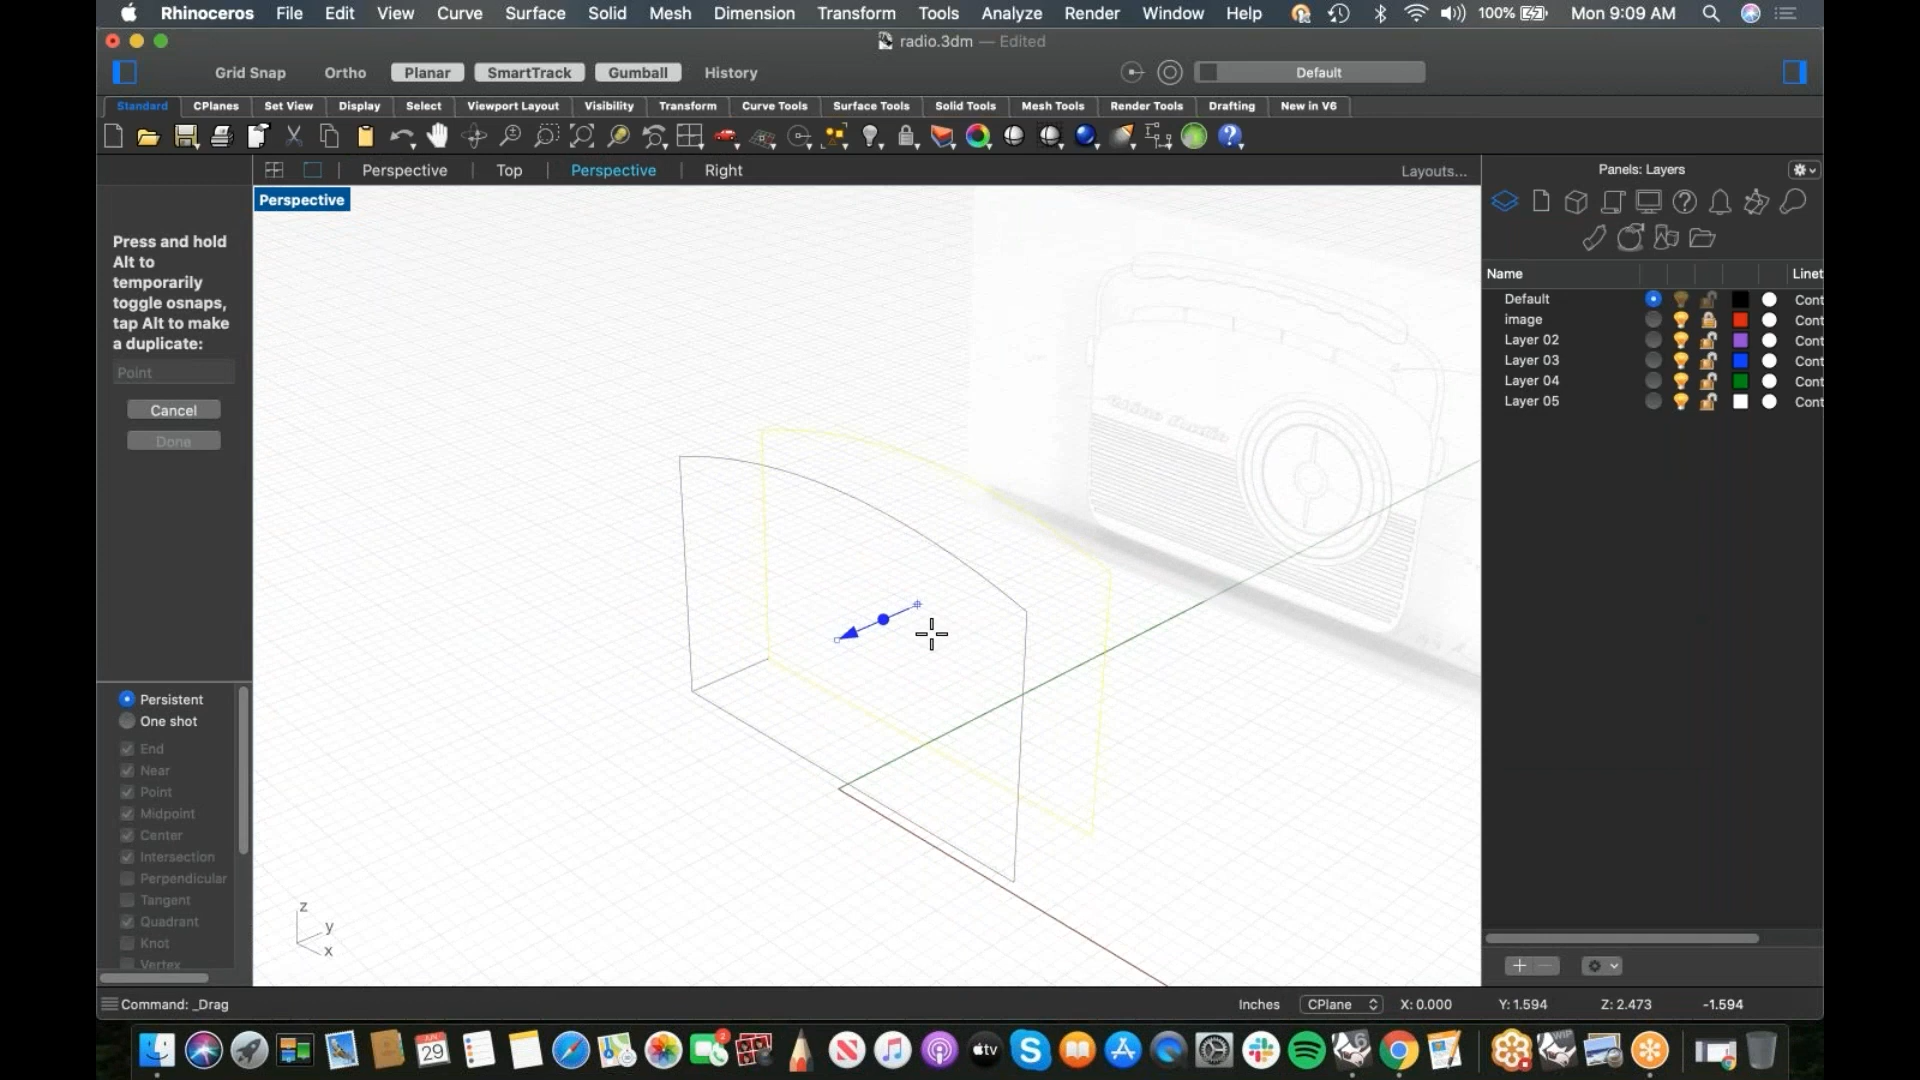 Rhinoceros File Edit View Curve Surface Solid Mesh Dimension Transform Tools Analyze Render Window Help 100% Mon 9:09 AM
radio.3dm — Edited
Grid Snap Ortho Planar SmartTrack Gumball History Default
Standard CPlanes Set View Display Select Viewport Layout Visibility Transform Curve Tools Surface Tools Solid Tools Mesh Tools Render Tools Drafting New in V6
Perspective Top Perspective Right Layouts...
Panels: Layers
Perspective
Press and hold
Alt to
temporarily
toggle osnaps,
tap Alt to make
a duplicate:
Point
Cancel
Done
Name Linet
Default Cont
image Cont
Layer 02 Cont
Layer 03 Cont
Layer 04 Cont
Layer 05 Cont
Persistent
One shot
End
Near
Point
Midpoint
Center
Intersection
Perpendicular
Tangent
Quadrant
Knot
Vertex
z
y
x
Command: _Drag
Inches CPlane X: 0.000 Y: 1.594 Z: 2.473 -1.594
29
2
tv
6
WIP